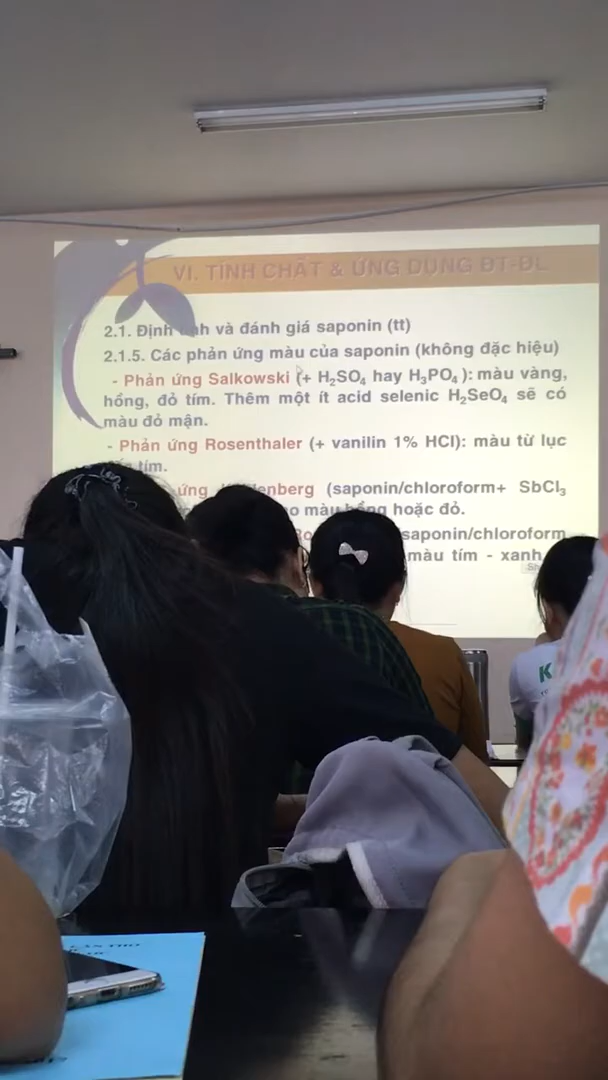 VI. TÍNH CHẤT & ỨNG DỤNG ĐT-ĐL
2.1. Định và đánh giá saponin (tt)
2.1.5. Các phản ứng màu của saponin (không đặc hiệu)
- Phản ứng Salkowski (+ H₂SO₄ hay H₃PO₄): màu vàng,
hồng, đỏ tím. Thêm một ít acid selenic H₂SeO₄ sẽ có
màu đỏ mận.
- Phản ứng Rosenthaler (+ vanilin 1% HCl): màu từ lục
tím.
ứng (saponin/chloroform+ SbCl₃
màu hồng hoặc đỏ.
saponin/chloroform
màu tím - xanh
K